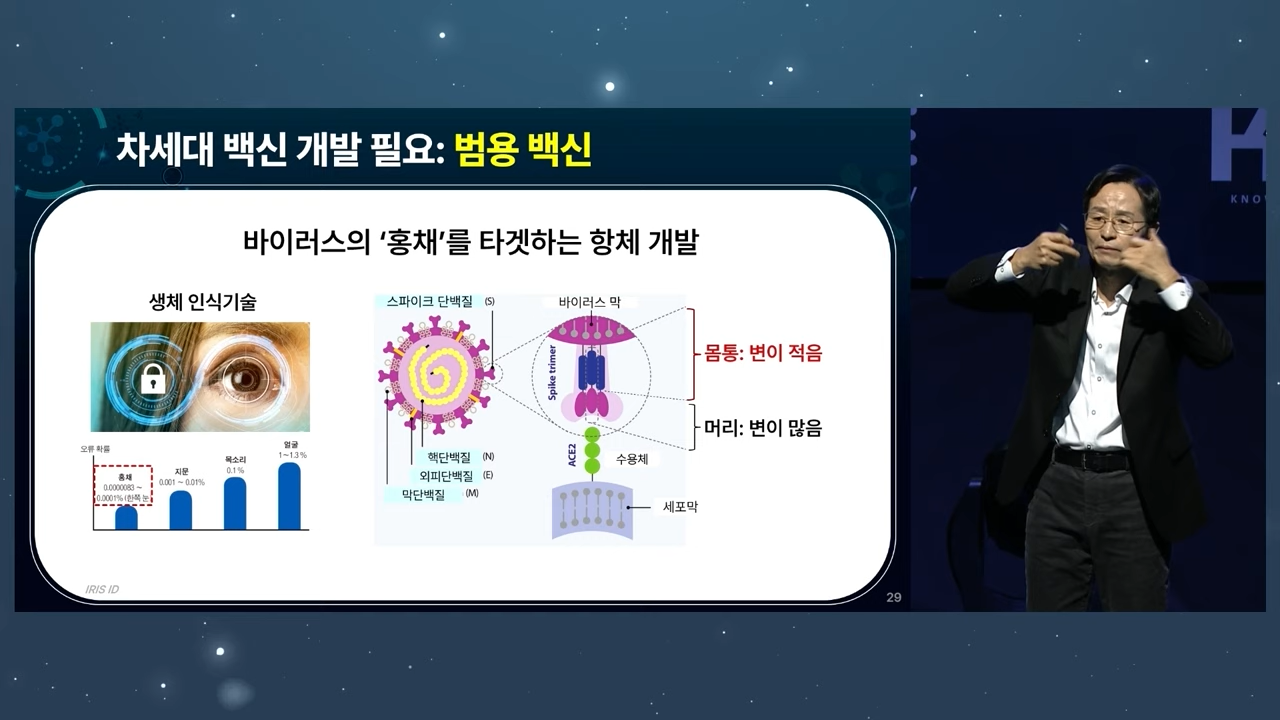 차세대 백신 개발 필요: 범용 백신
바이러스의 ‘홍채’를 타겟하는 항체 개발
생체 인식기술
오류 확률
홍채
0.0000083 ~
0.0001% (한쪽 눈
지문
0.001 ~ 0.01%
목소리
0.1 %
얼굴
1~1.3 %
스파이크 단백질 (S)
바이러스 막
Spike trimer
몸통: 변이 적음
머리: 변이 많음
ACE2
수용체
핵단백질 (N)
외피단백질 (E)
막단백질 (M)
세포막
IRIS ID
29
KNO